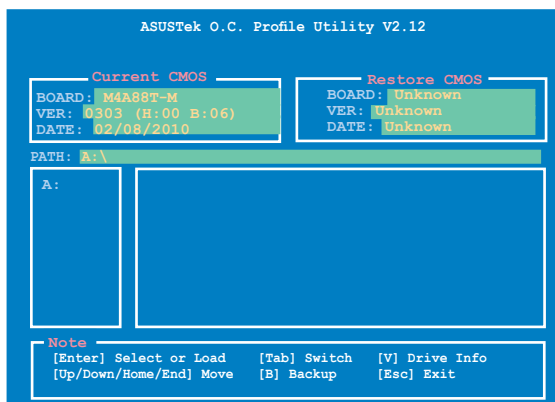 ASUSTek O.C. Profile Utility V2.12
Current CMOS
BOARD: M4A88T-M
VER: 0303 (H:00 B:06)
DATE: 02/08/2010
Restore CMOS
BOARD: Unknown
VER: Unknown
DATE: Unknown
PATH: A:\
A:
Note
[Enter] Select or Load [Tab] Switch [V] Drive Info
[Up/Down/Home/End] Move [B] Backup [Esc] Exit